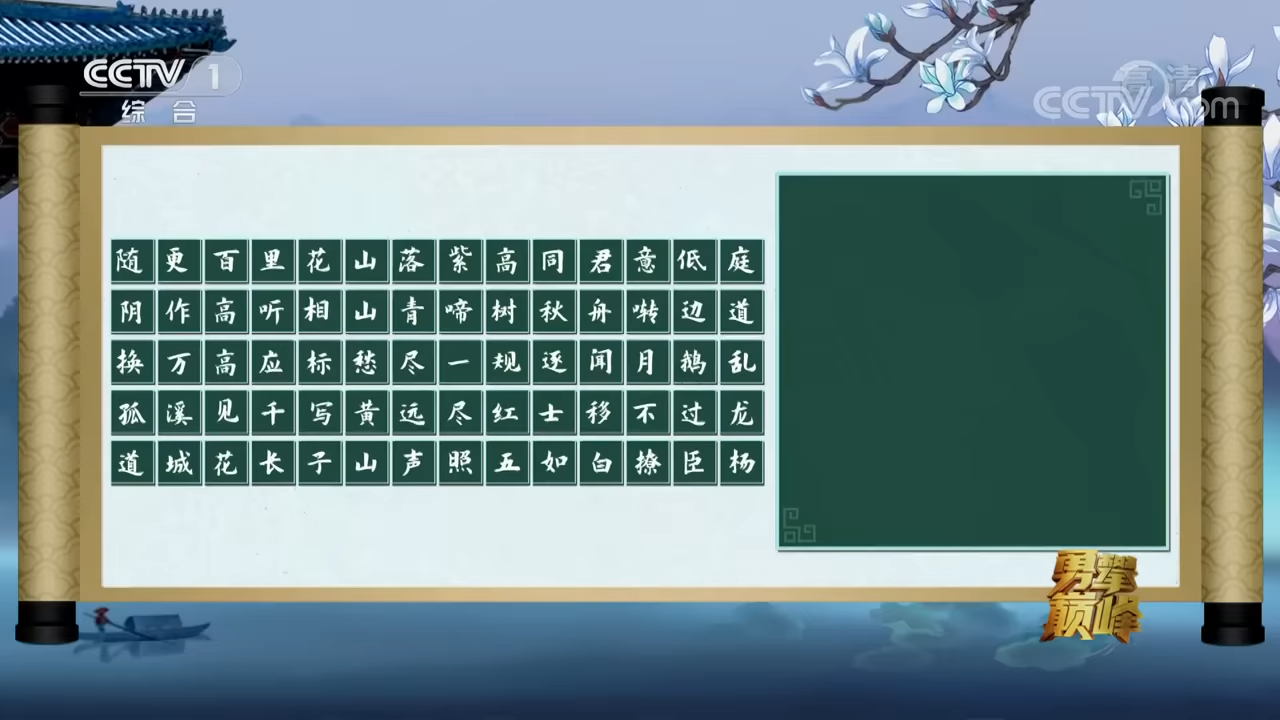 CCTV 1
综合
高清
CCTV.com
随更百里花山落紫高同君意低庭
阴作高听相山青啼树秋舟啭边道
换万高应标愁尽一规逐闻月鹅乱
孤溪见千写黄远尽红士移不过龙
道城花长子山声照五如白撩臣杨
勇攀
巅峰